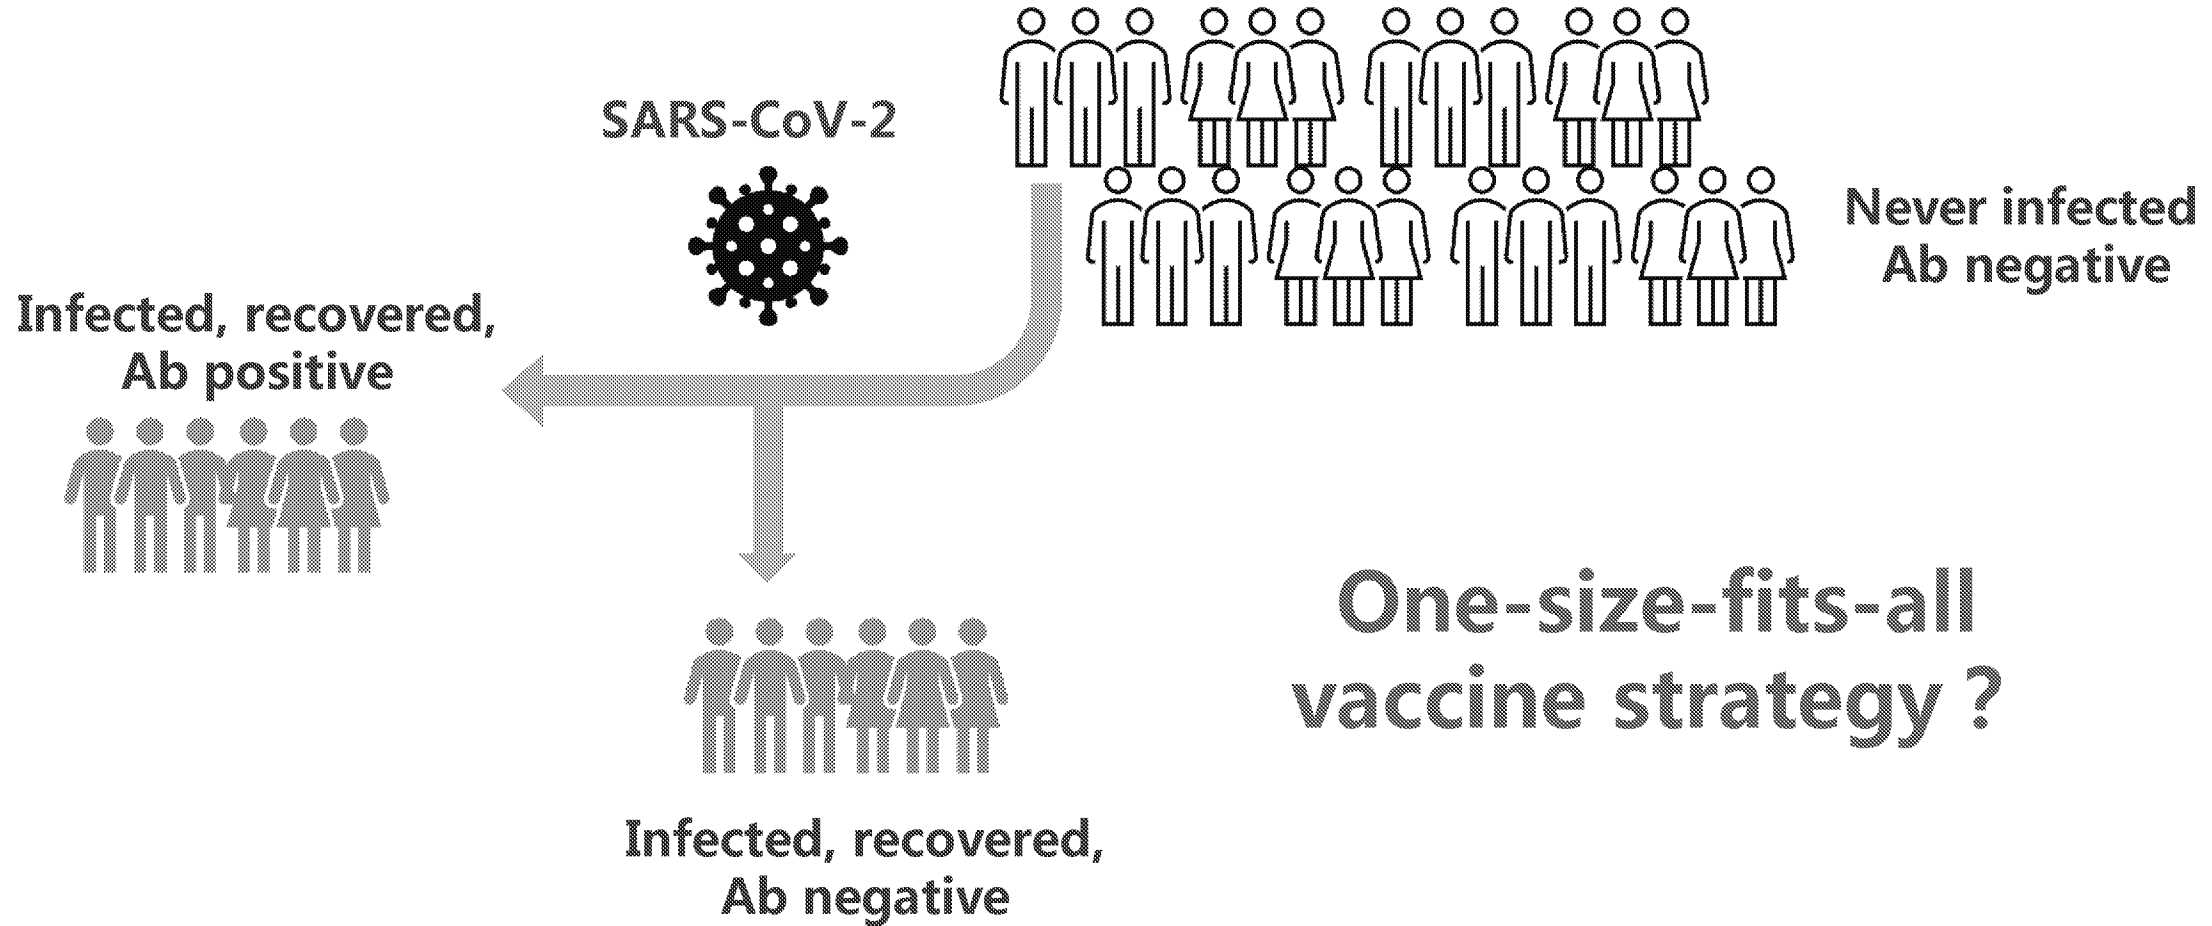 SARS-CoV-2
Never infected
Ab negative
Infected, recovered,
Ab positive
One-size-fits-all
vaccine strategy ?
Infected, recovered,
Ab negative